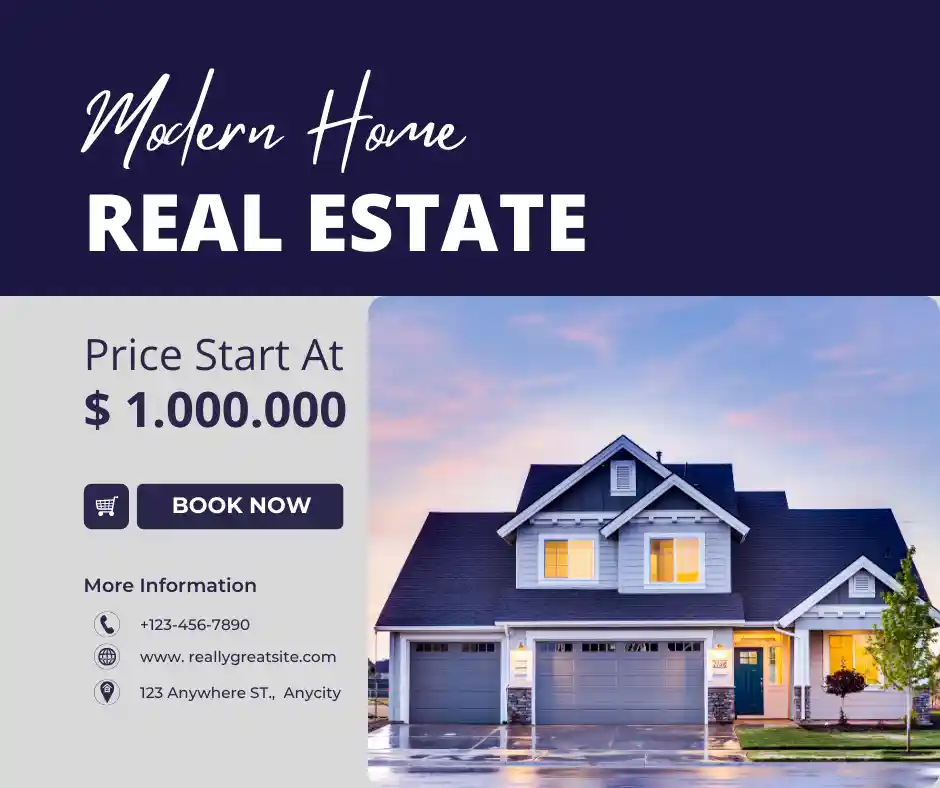 Modern Home
REAL ESTATE
Price Start At
$ 1.000.000
BOOK NOW
More Information
+123-456-7890
www. reallygreatsite.com
123 Anywhere ST.,  Anycity